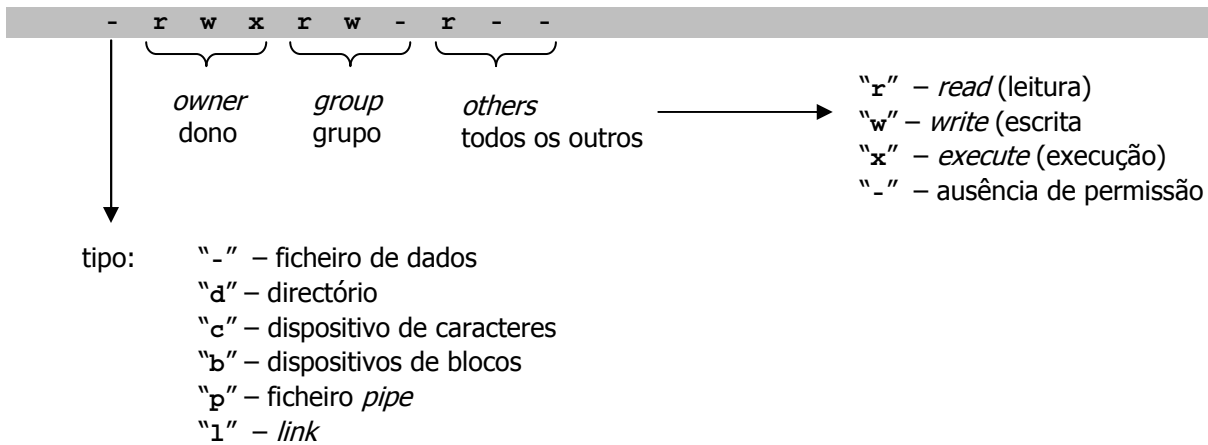 - r w x r w - r - -
owner group others
dono grupo todos os outros
"r" – read (leitura)
"w" – write (escrita
"x" – execute (execução)
"-" – ausência de permissão
tipo: "-" – ficheiro de dados
"d" – directório
"c" – dispositivo de caracteres
"b" – dispositivos de blocos
"p" – ficheiro pipe
"l" – link